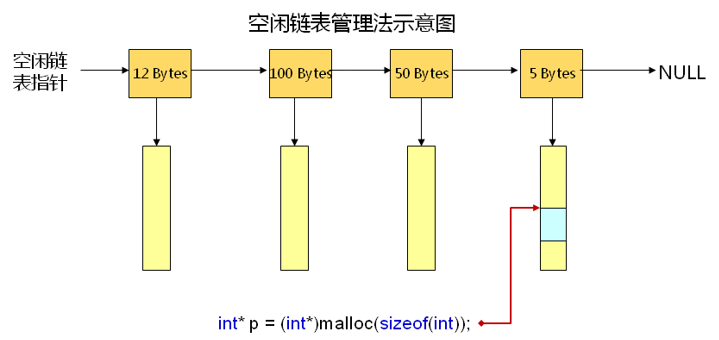 空闲链表管理法示意图
空闲链
表指针
12 Bytes
100 Bytes
50 Bytes
5 Bytes
NULL
int* p = (int*)malloc(sizeof(int));